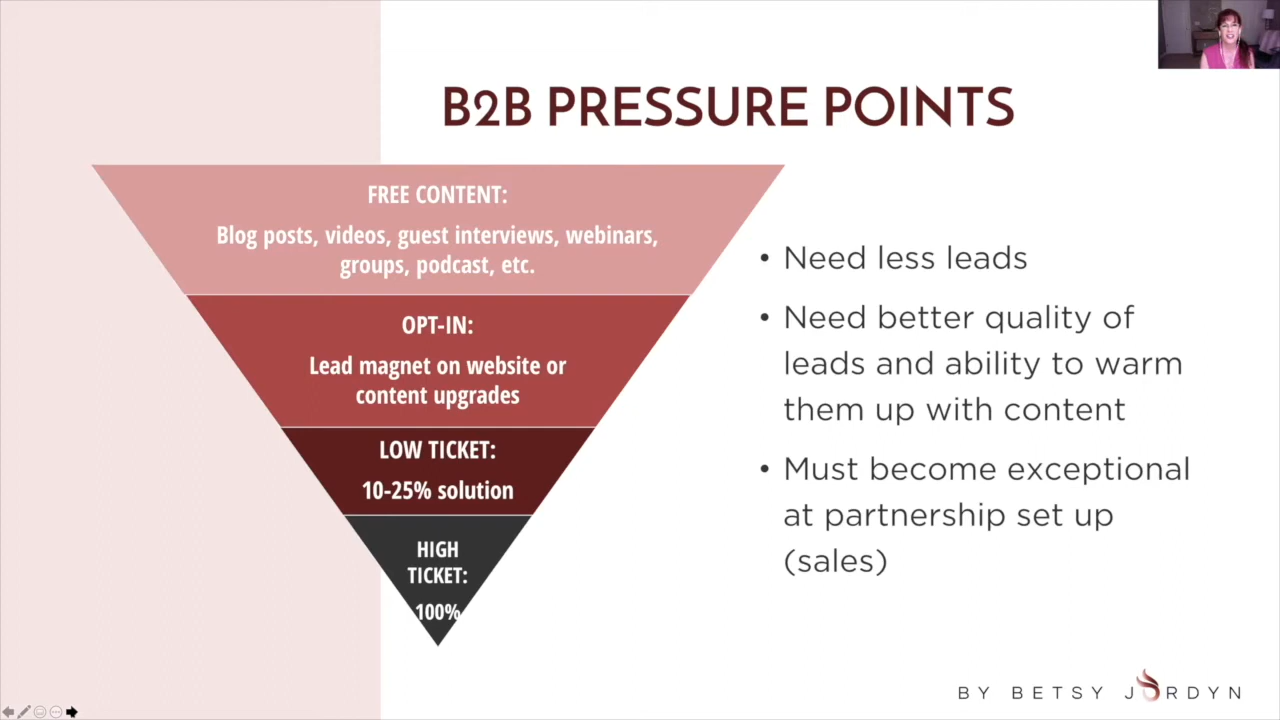 B2B PRESSURE POINTS
FREE CONTENT:
Blog posts, videos, guest interviews, webinars,
groups, podcast, etc.
OPT-IN:
Lead magnet on website or
content upgrades
LOW TICKET:
10-25% solution
HIGH
TICKET:
100%
• Need less leads
• Need better quality of
leads and ability to warm
them up with content
• Must become exceptional
at partnership set up
(sales)
BY BETSY JORDYN